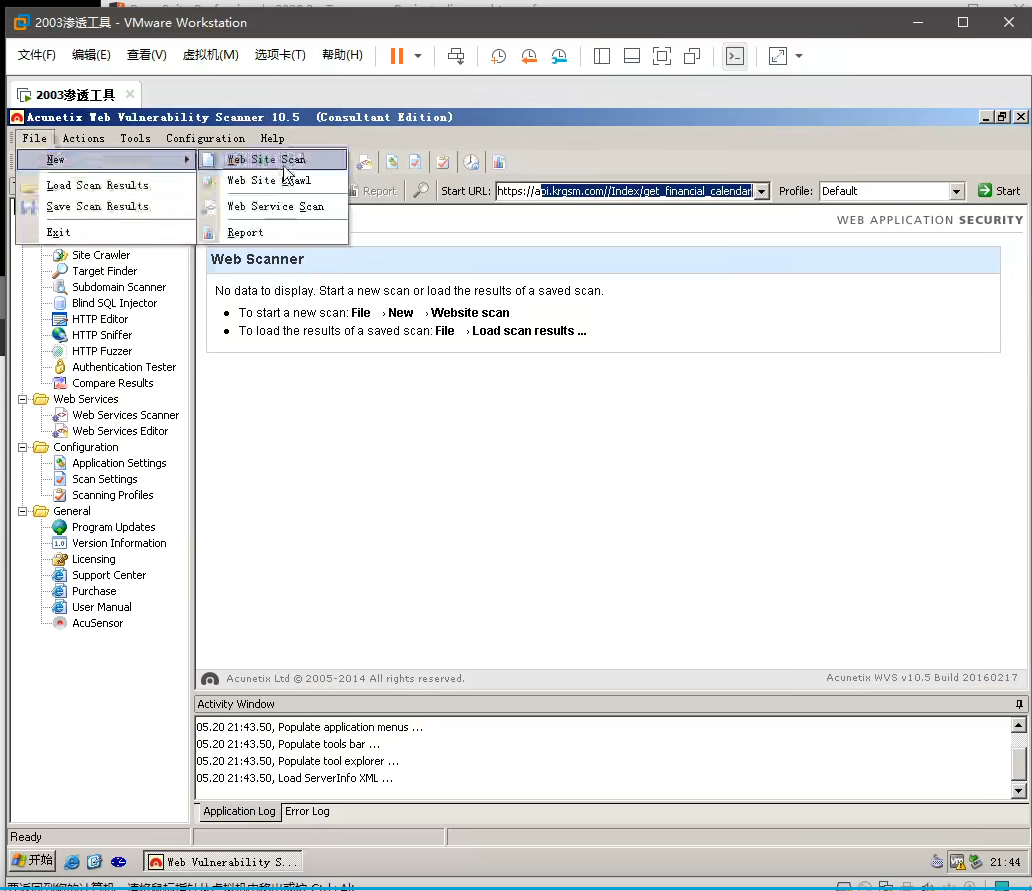 2003渗透工具 - VMware Workstation
文件(F) 编辑(E) 查看(V) 虚拟机(M) 选项卡(T) 帮助(H)
2003渗透工具
Acunetix Web Vulnerability Scanner 10.5 (Consultant Edition)
File Actions Tools Configuration Help
New
Load Scan Results
Save Scan Results
Exit
Web Site Scan
Web Site Crawl
Web Service Scan
Report
Report Start URL: https://api.krgsm.com//Index/get_financial_calendar Profile: Default Start
WEB APPLICATION SECURITY
Site Crawler
Target Finder
Subdomain Scanner
Blind SQL Injector
HTTP Editor
HTTP Sniffer
HTTP Fuzzer
Authentication Tester
Compare Results
Web Services
Web Services Scanner
Web Services Editor
Configuration
Application Settings
Scan Settings
Scanning Profiles
General
Program Updates
Version Information
Licensing
Support Center
Purchase
User Manual
AcuSensor
Web Scanner
No data to display. Start a new scan or load the results of a saved scan.
To start a new scan: File › New › Website scan
To load the results of a saved scan: File › Load scan results ...
Acunetix Ltd © 2005-2014 All rights reserved. Acunetix WVS v10.5 Build 20160217
Activity Window
05.20 21:43.50, Populate application menus ...
05.20 21:43.50, Populate tools bar ...
05.20 21:43.50, Populate tool explorer ...
05.20 21:43.50, Load ServerInfo XML ...
Application Log Error Log
Ready
开始 Web Vulnerability S... 21:44